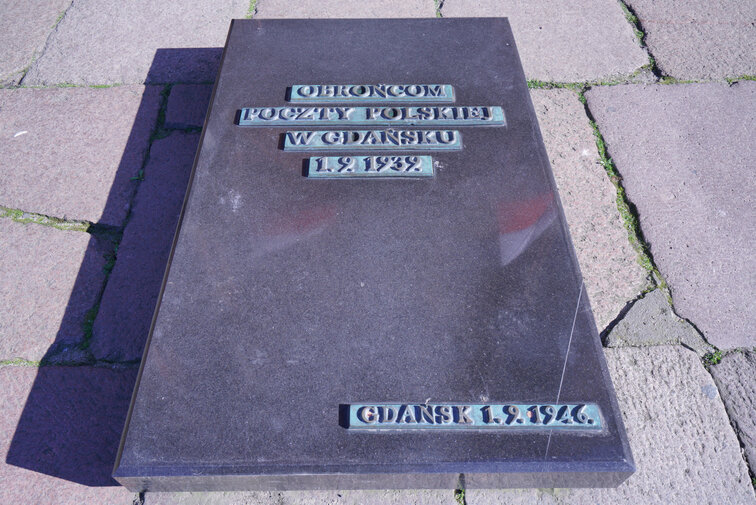 OBROŃCOM
POCZTY POLSKIEJ
W GDAŃSKU
1.9 1939.
GDAŃSK 1.9.1946.